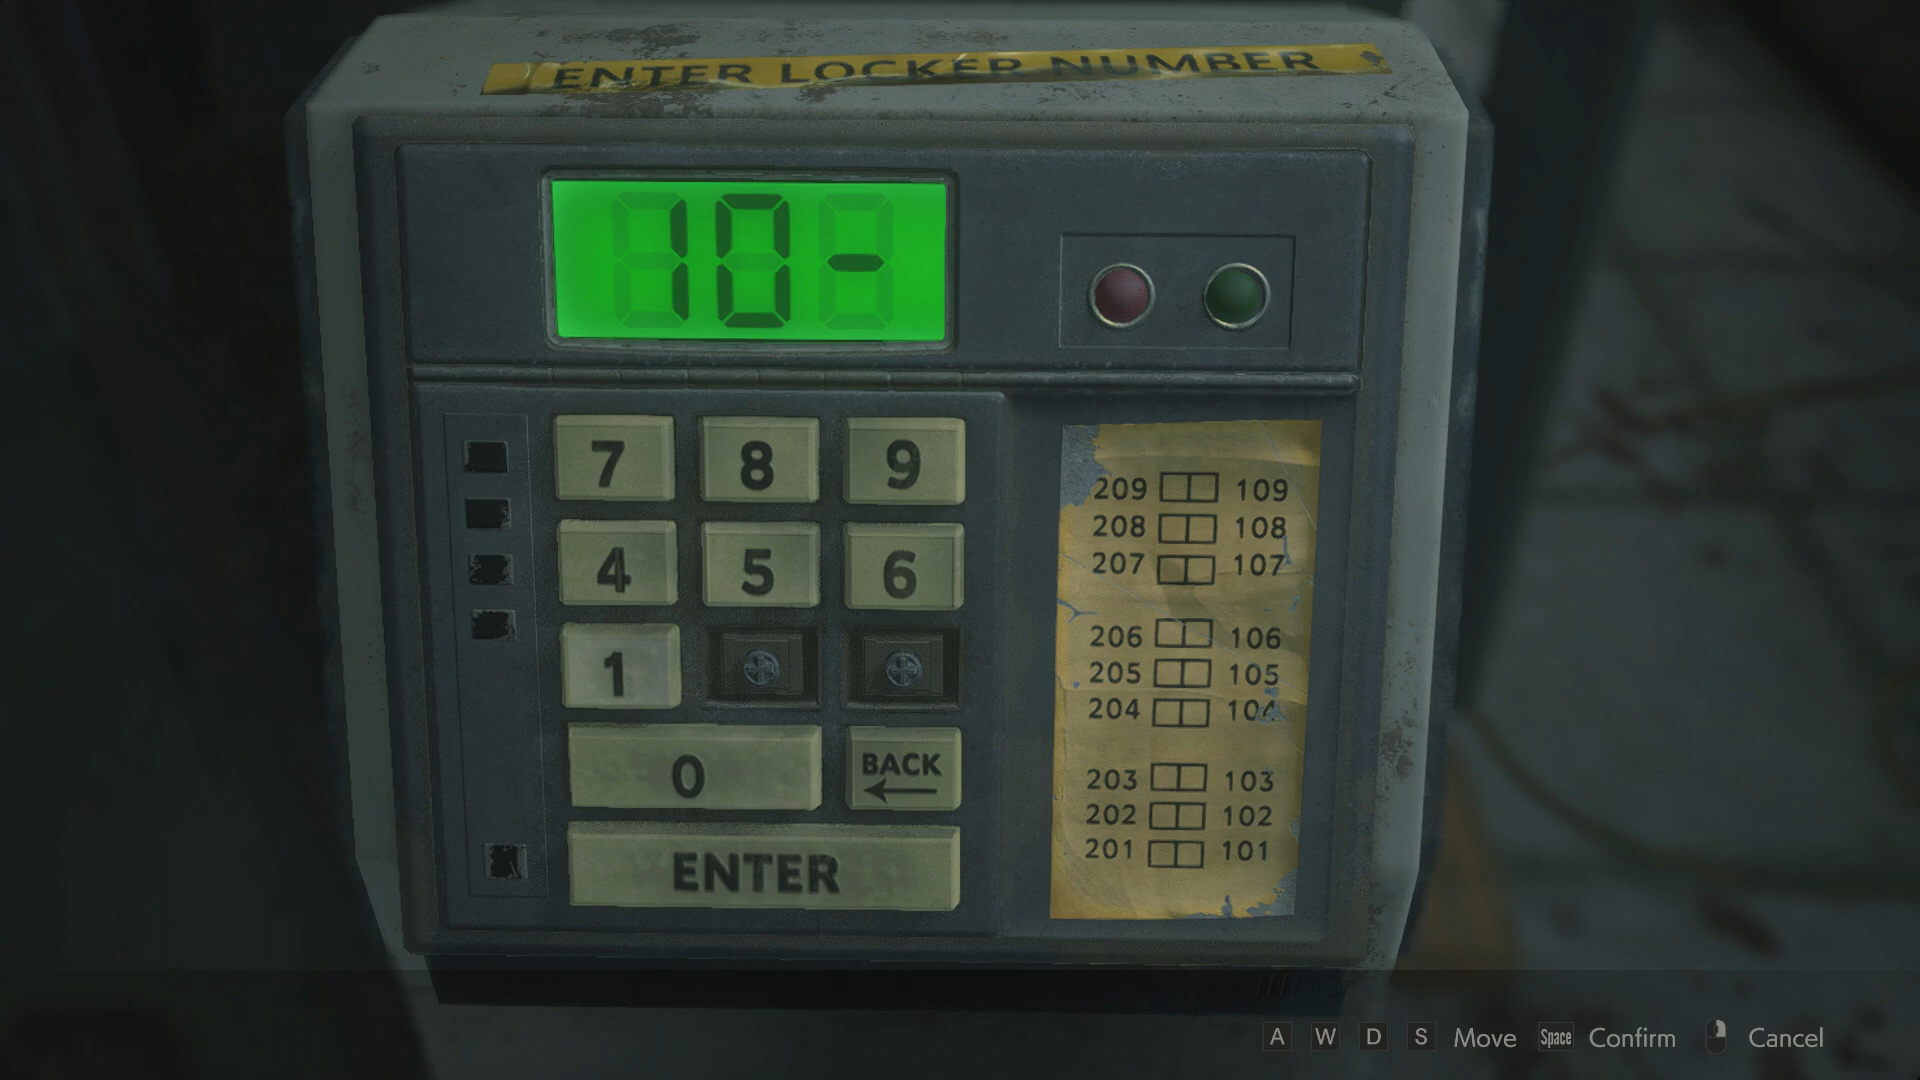 ENTER LOCKER NUMBER
10-
7 8 9
4 5 6
1
0 BACK
ENTER
209 109
208 108
207 107
206 106
205 105
204 104
203 103
202 102
201 101
A W D S Move Space Confirm Cancel